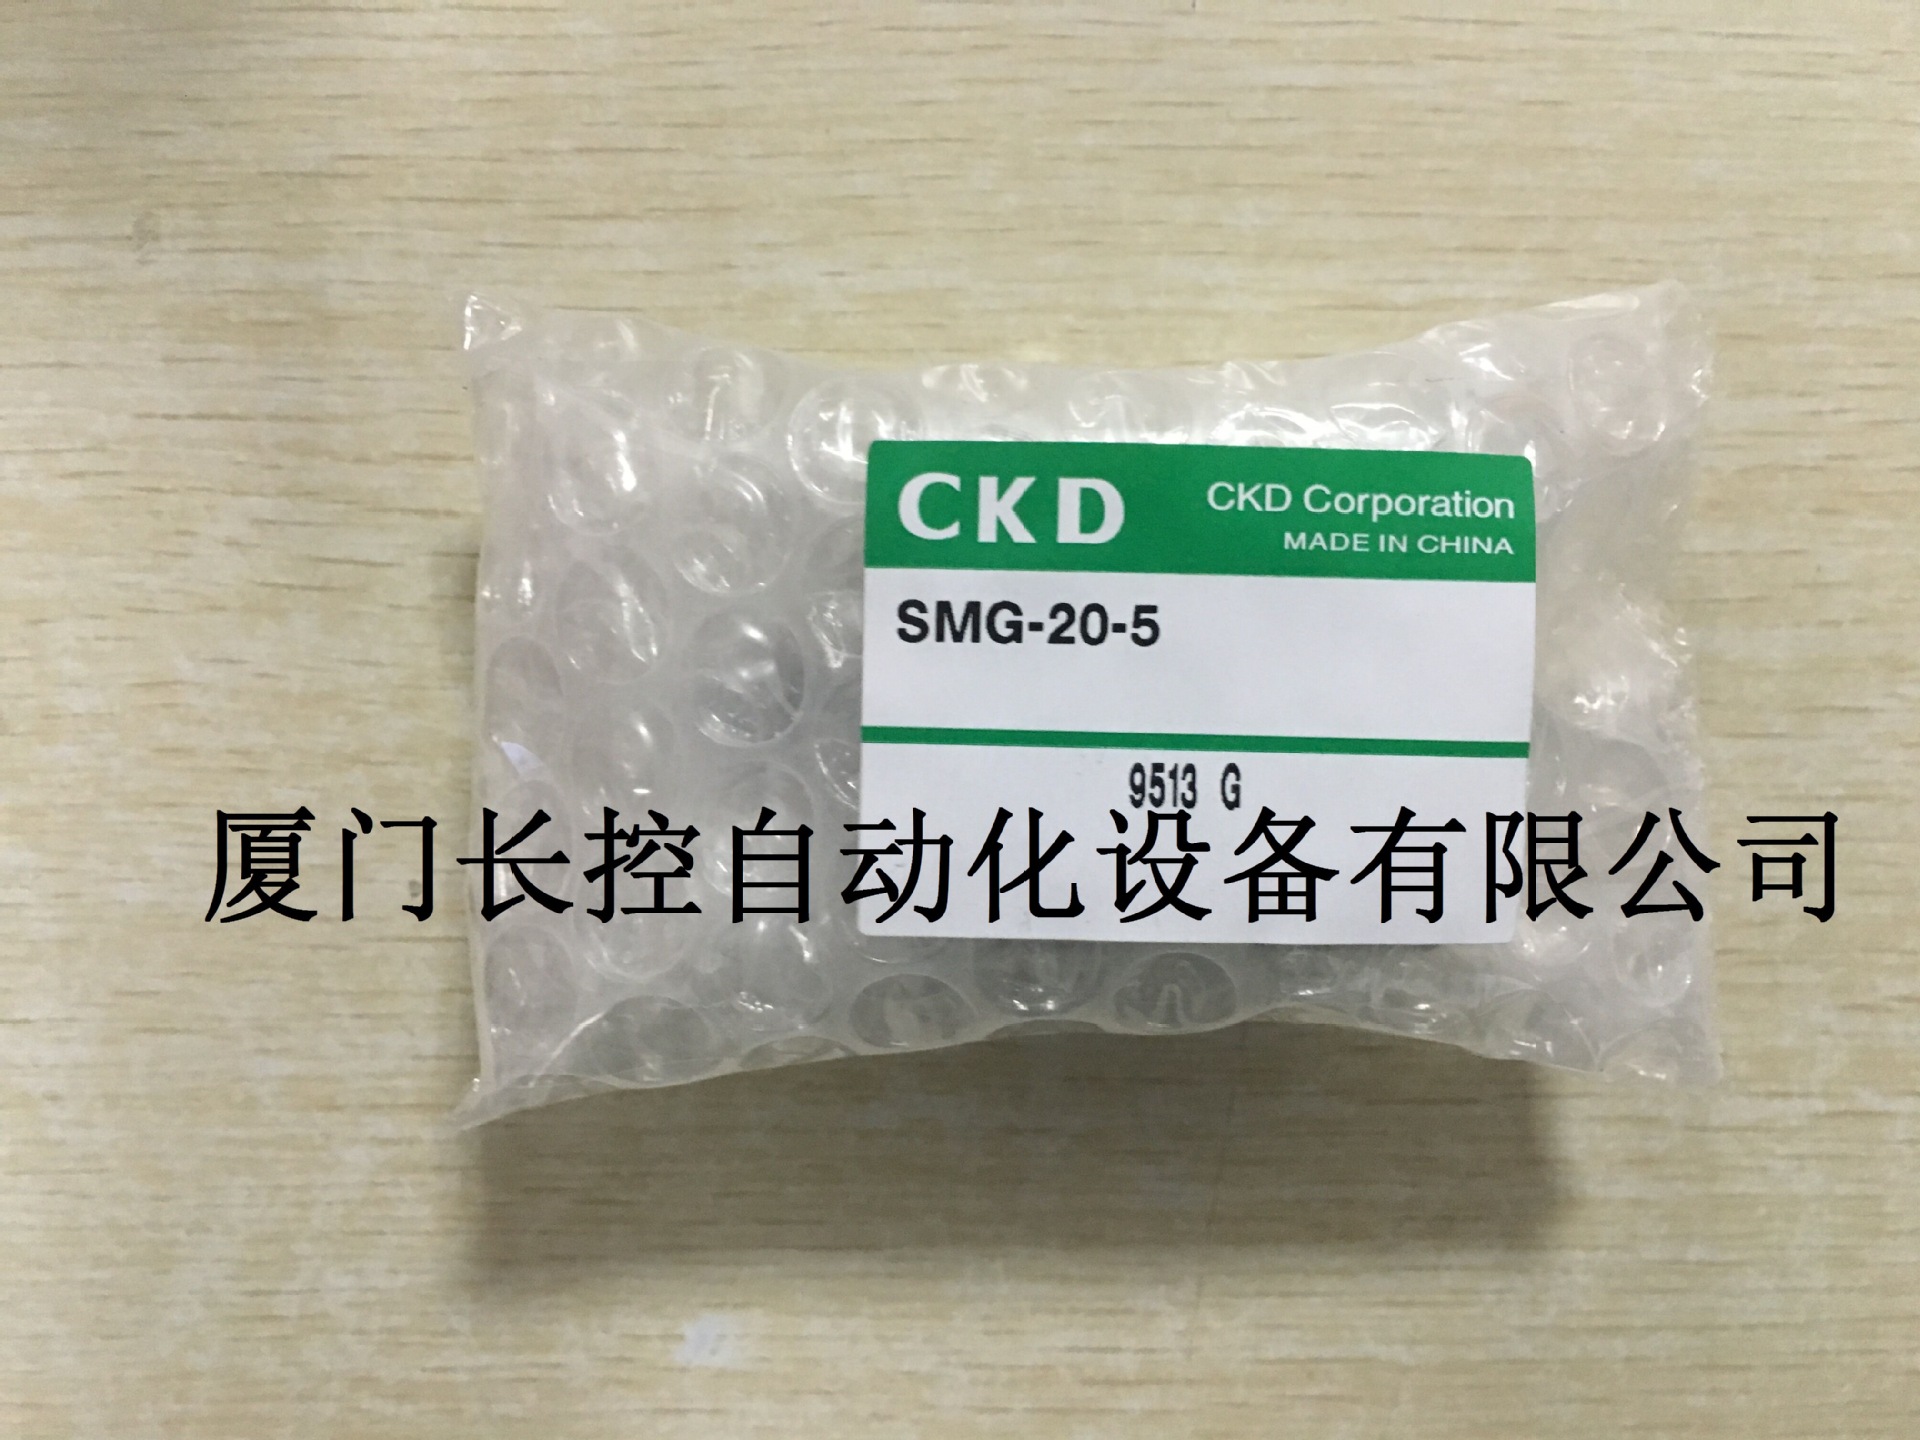 CKD
CKD Corporation
MADE IN CHINA
SMG-20-5
9513 G
厦门长控自动化设备有限公司